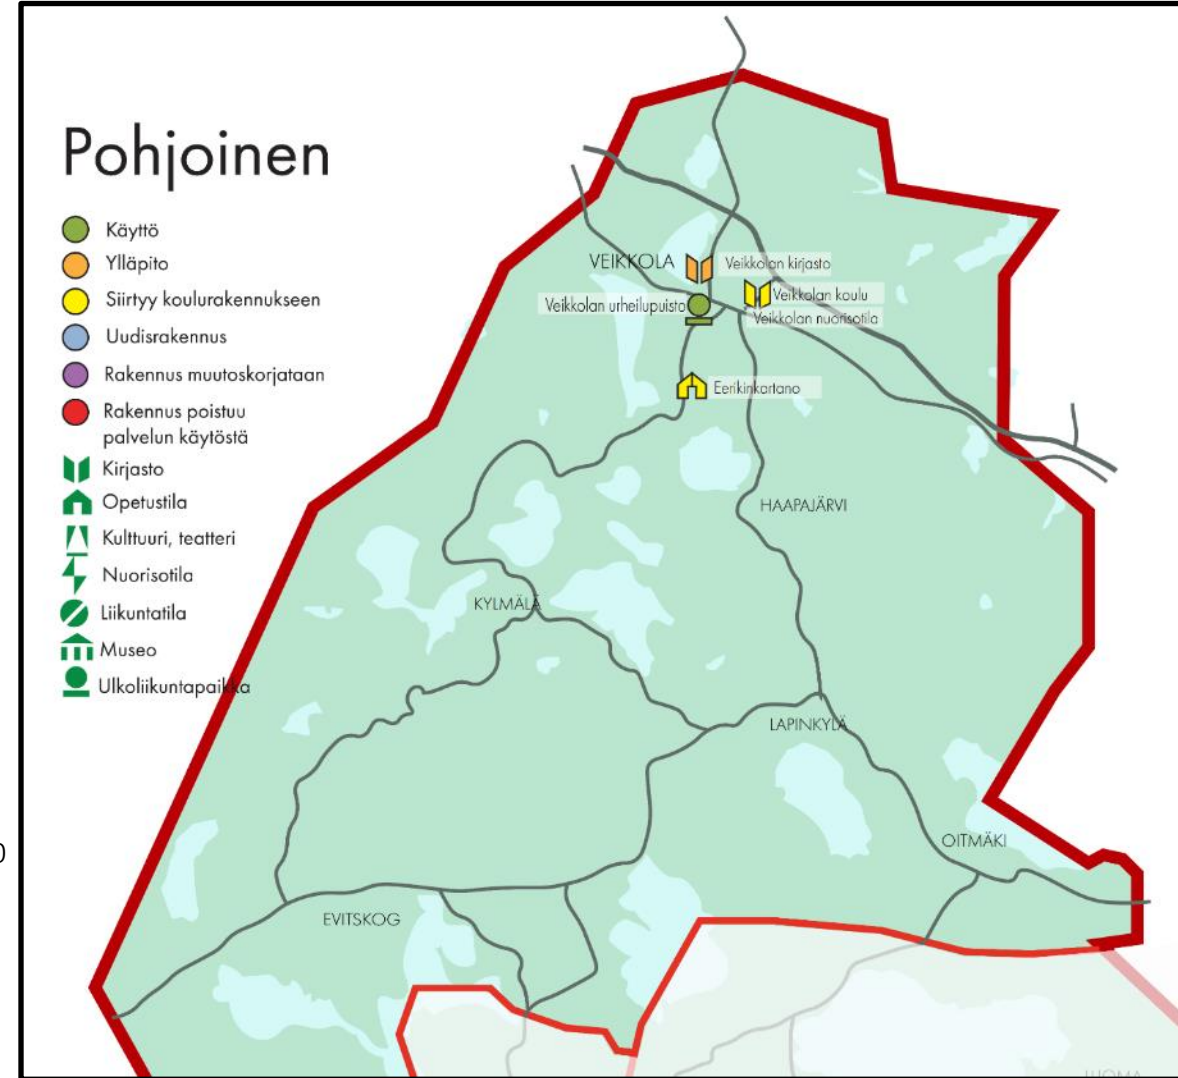 Pohjoinen
Käyttö
Ylläpito
Siirtyy koulurakennukseen
Uudisrakennus
Rakennus muutoskorjataan
Rakennus poistuu
palvelun käytöstä
Kirjasto
Opetustila
Kulttuuri, teatteri
Nuorisotila
Liikuntatila
Museo
Ulkoliikuntapaikka
VEIKKOLA
Veikkolan kirjasto
Veikkolan koulu
Veikkolan urheilupuisto
Veikkolan nuorisotila
Eerikinkartano
HAAPAJÄRVI
KYLMÄLÄ
LAPINKYLÄ
OITMÄKI
EVITSKOG